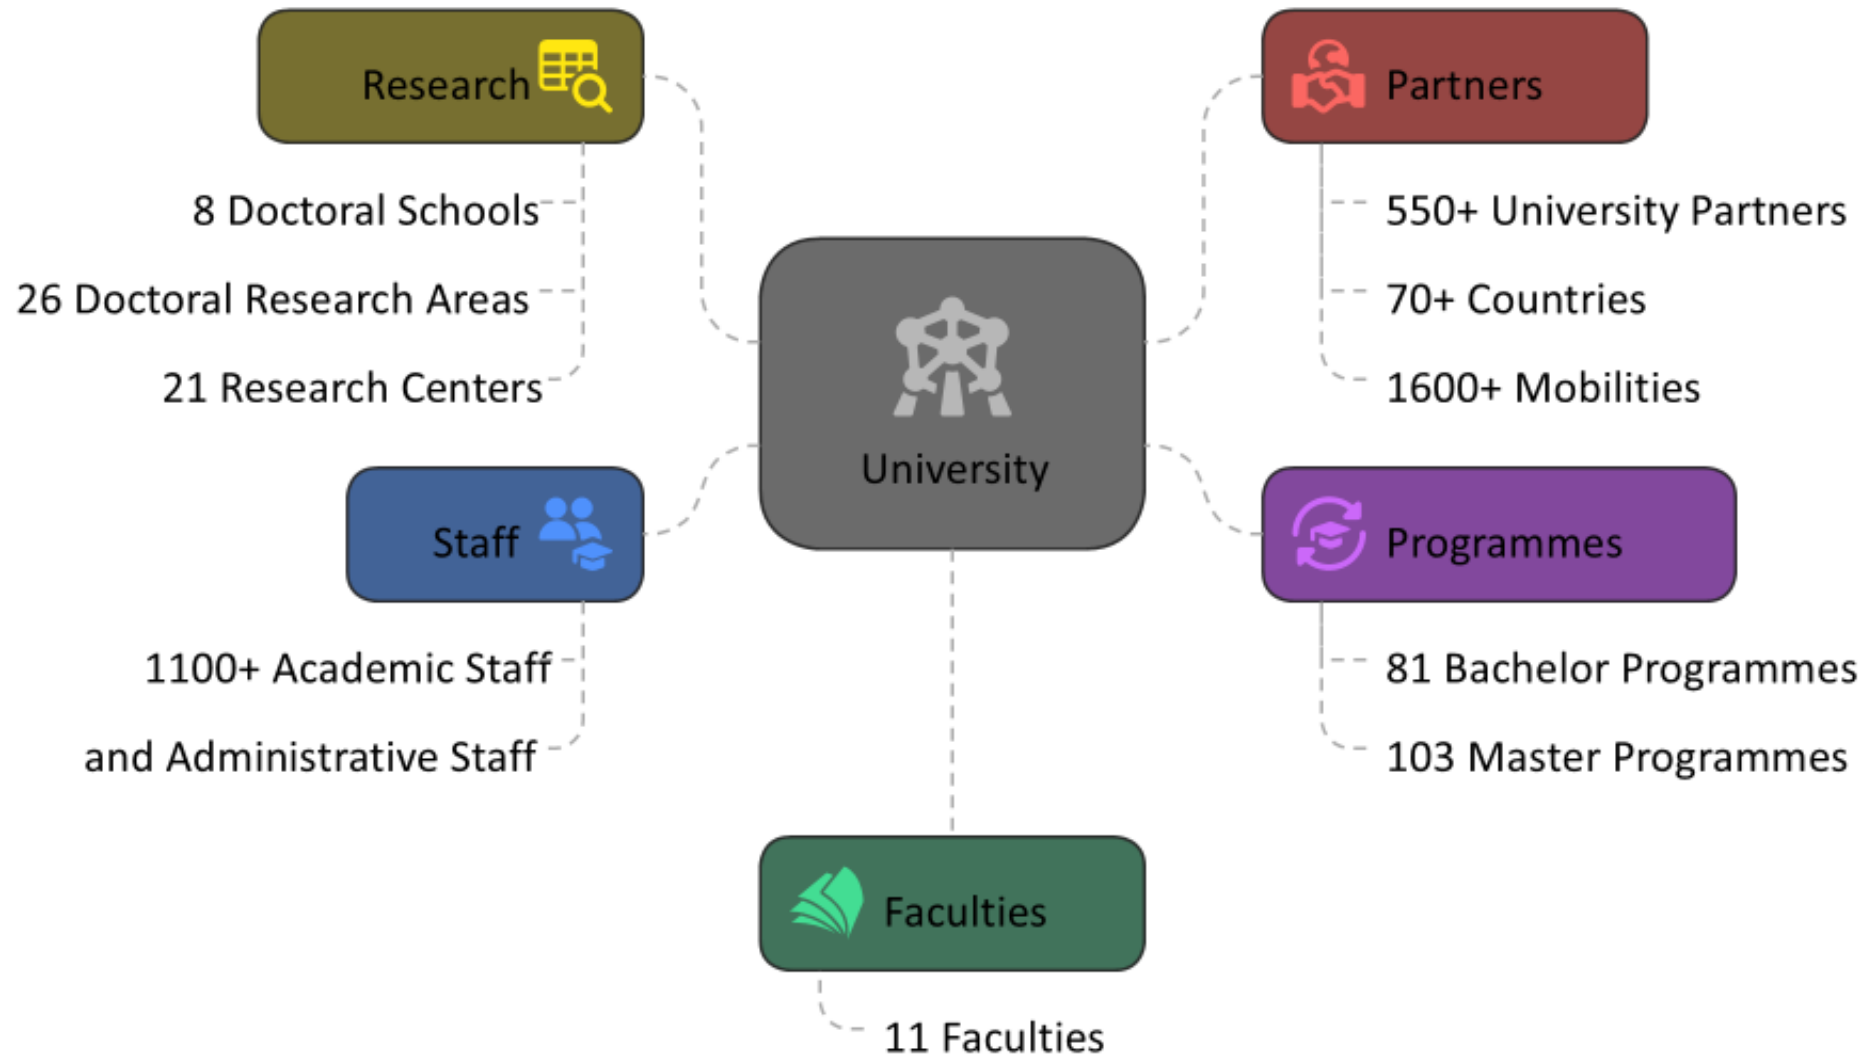 Research
8 Doctoral Schools
26 Doctoral Research Areas
21 Research Centers
Staff
1100+ Academic Staff
and Administrative Staff
University
Partners
550+ University Partners
70+ Countries
1600+ Mobilities
Programmes
81 Bachelor Programmes
103 Master Programmes
Faculties
11 Faculties